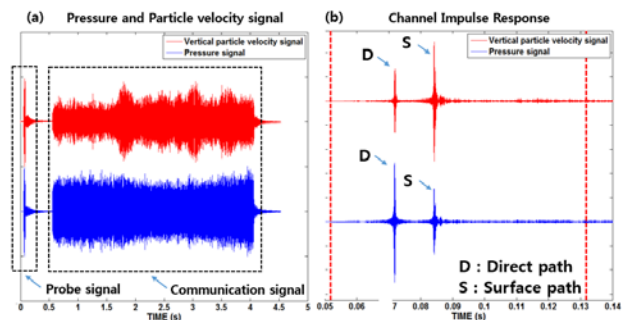 (a) Pressure and Particle velocity signal
Vertical particle velocity signal
Pressure signal
0 0.5 1 1.5 2 2.5 3 3.5 4 4.5 5
TIME (s)
Probe signal
Communication signal
(b) Channel Impulse Response
Vertical particle velocity signal
Pressure signal
D
S
D
S
D : Direct path
S : Surface path
0.05 0.06 0.07 0.08 0.09 0.1 0.11 0.12 0.13 0.14
TIME (s)